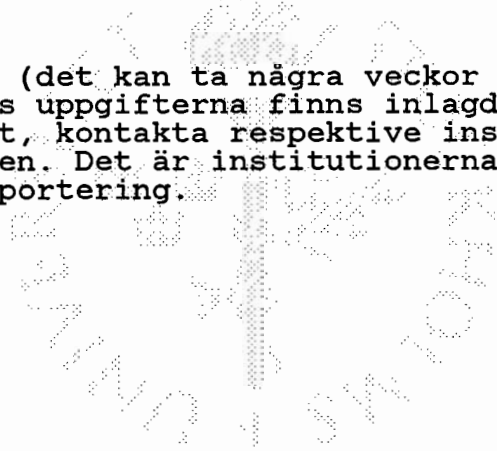 (det kan ta några veckor
s uppgifterna finns inlagd
t, kontakta respektive ins
en. Det är institutionerna
portering.